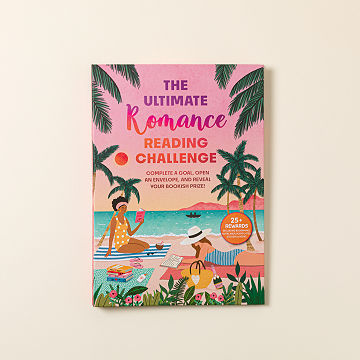 THE
ULTIMATE
Romance
READING
CHALLENGE
COMPLETE A GOAL, OPEN
AN ENVELOPE, AND REVEAL
YOUR BOOKISH PRIZE!
25+
REWARDS